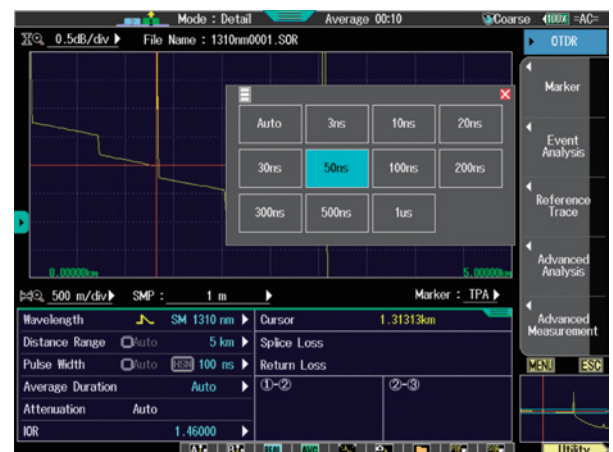 Mode : Detail Average 00:10 Coarse 100% =AC=
0.5dB/div File Name : 1310nm0001.SOR OTDR
Marker
Auto 3ns 10ns 20ns
Event
Analysis
30ns 50ns 100ns 200ns
Reference
Trace
300ns 500ns 1us
Advanced
Analysis
0.00000km 5.00000km
500 m/div SMP : 1 m Marker : TPA
Advanced
Measurement
Wavelength SM 1310 nm Cursor 1.31313km
Distance Range Auto 5 km Splice Loss
Pulse Width Auto HSN 100 ns Return Loss
MENU ESC
Average Duration Auto ①-② ②-③
Attenuation Auto
IOR 1.46000
Utility